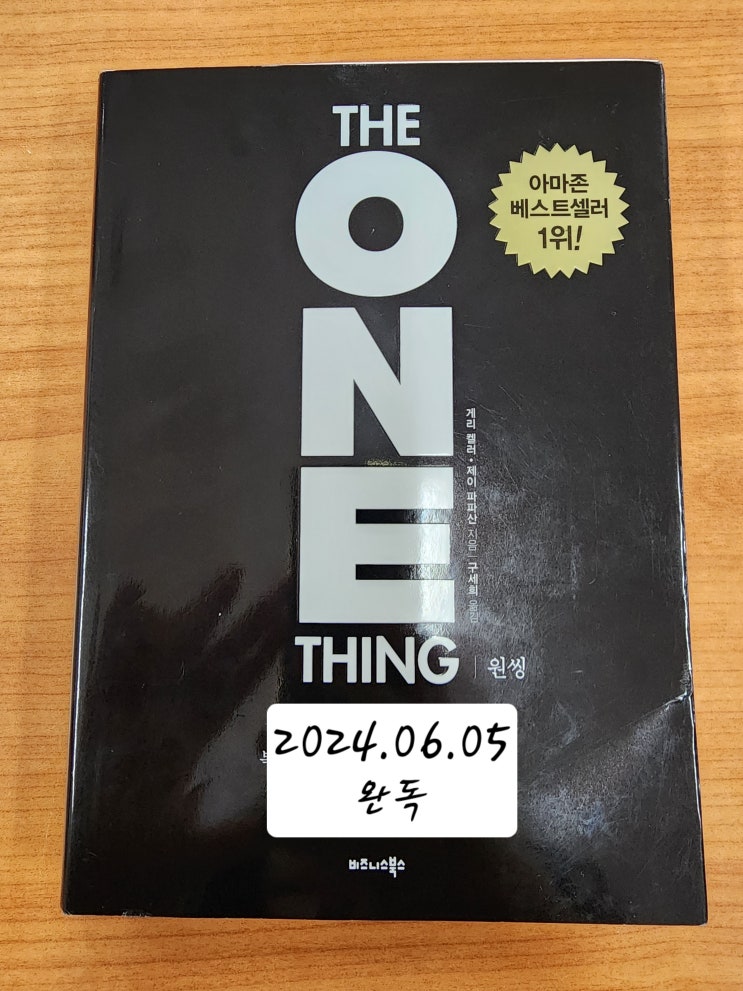 THE
ONE
THING | 원씽
아마존
베스트셀러
1위!
게리 켈러 • 제이 파파산 지음 | 구세희 옮김
2024.06.05
완독
비즈니스북스